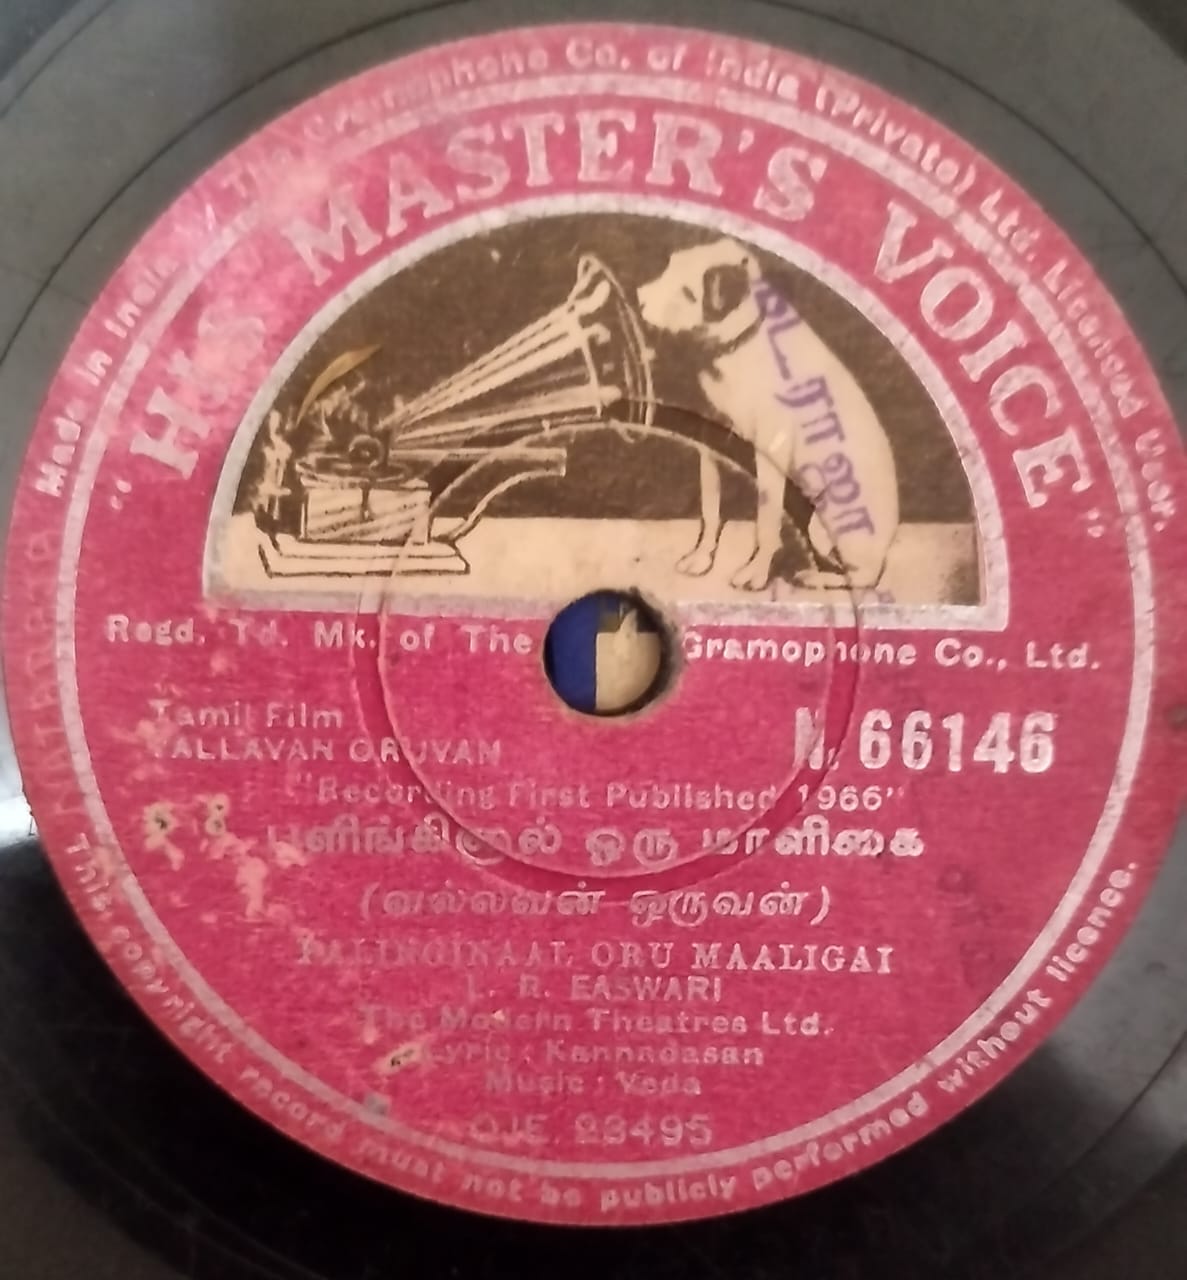 Made in India. The Gramophone Co. of India (Private) Ltd. Licensed User.
"HIS MASTER'S VOICE"
டைராஜா
Regd. Td. Mk. of The Gramophone Co., Ltd.
Tamil Film
VALLAVAN ORUVAN
N. 66146
"Recording First Published 1966"
பளிங்கினால் ஒரு மாளிகை
(வல்லவன் ஒருவன்)
PALINGINAAL ORU MAALIGAI
L. R. EASWARI
The Modern Theatres Ltd.
Lyric : Kannadasan
Music : Veda
OJE 23495
This copyright record must not be publicly performed without licence.